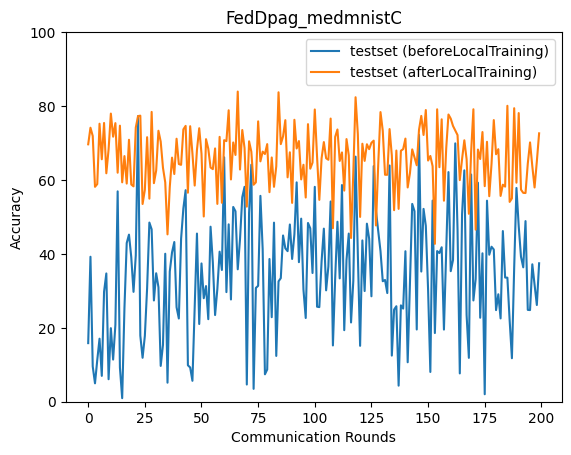 FedDpag_medmnistC
testset (beforeLocalTraining)
testset (afterLocalTraining)
Accuracy
100
80
60
40
20
0
0 25 50 75 100 125 150 175 200
Communication Rounds